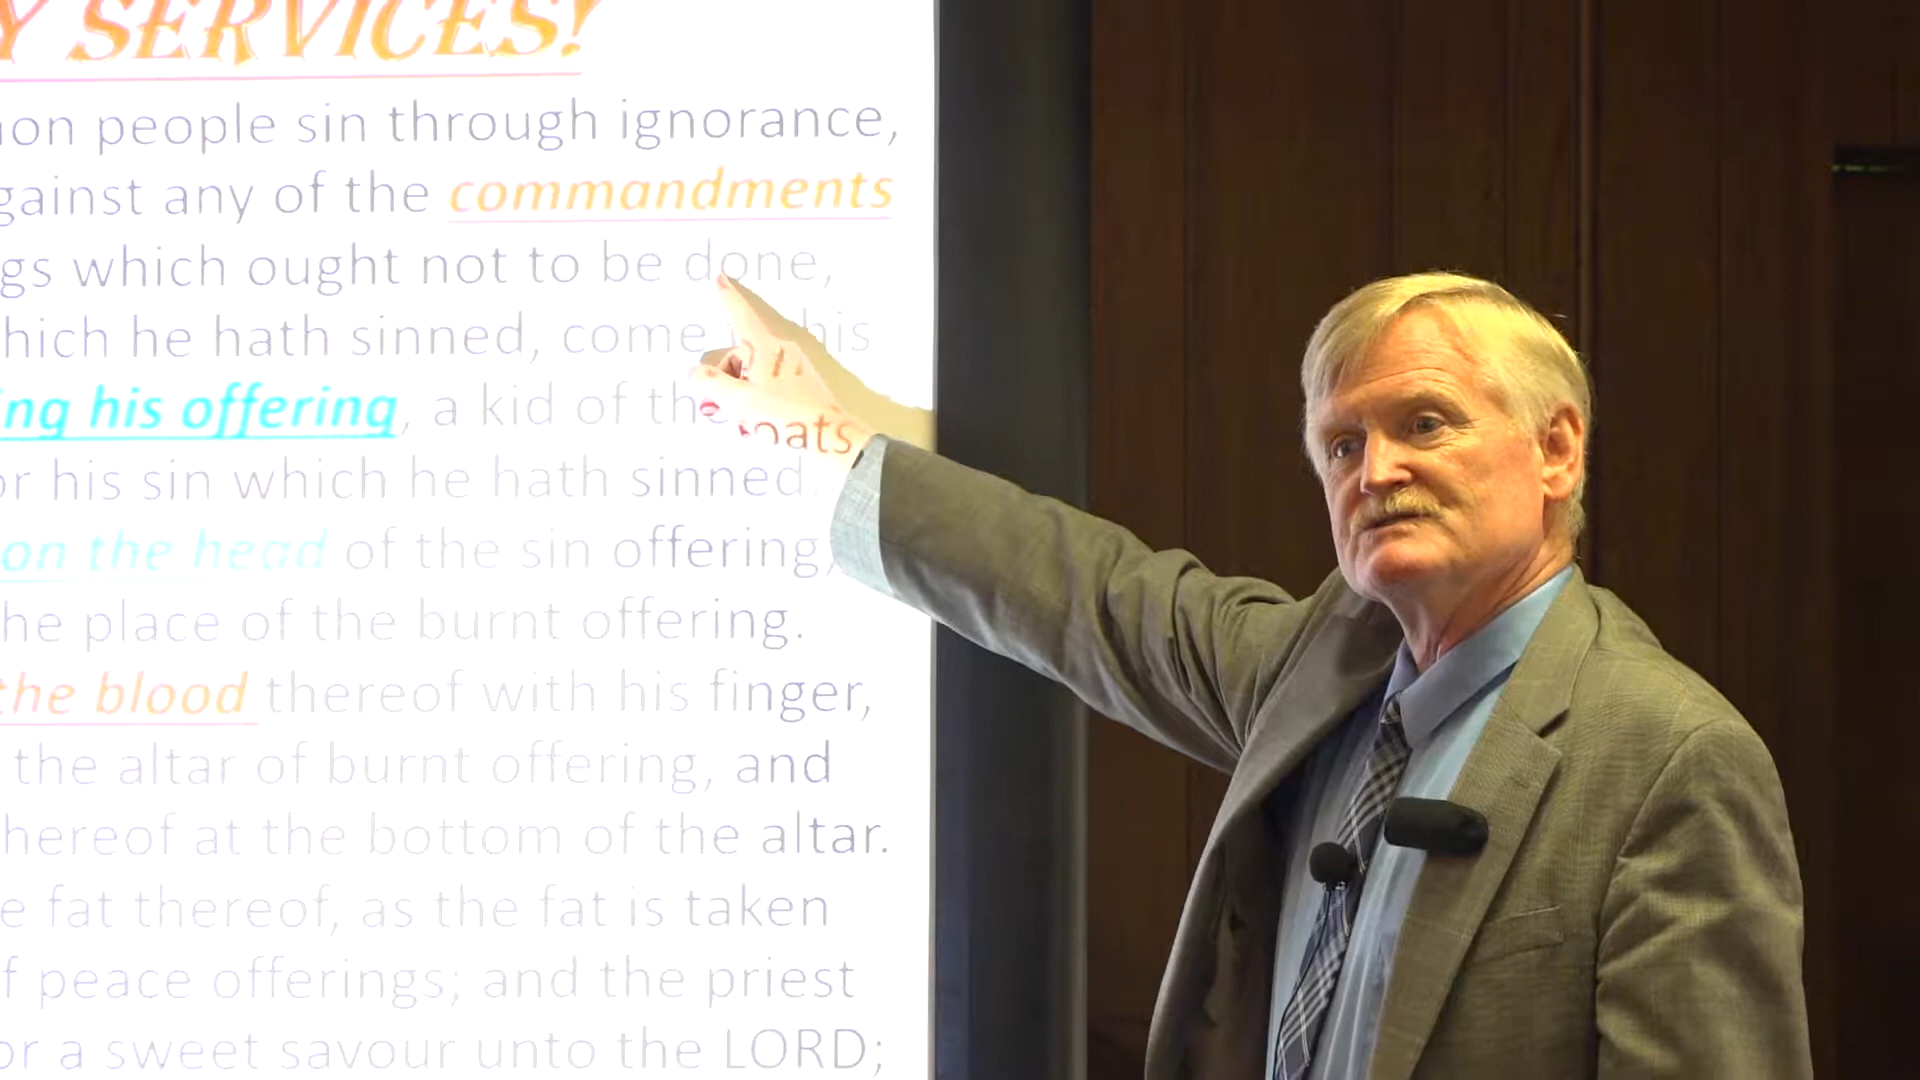 Y SERVICES!
on people sin through ignorance,
gainst any of the commandments
gs which ought not to be done,
hich he hath sinned, come his
ing his offering, a kid of the
oats
or his sin which he hath sinned.
on the head of the sin offering,
he place of the burnt offering.
the blood thereof with his finger,
the altar of burnt offering, and
hereof at the bottom of the altar.
e fat thereof, as the fat is taken
f peace offerings; and the priest
or a sweet savour unto the LORD;